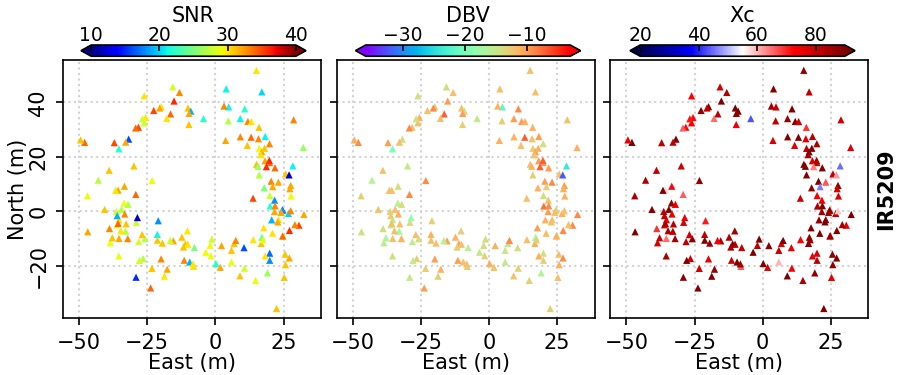 SNR DBV Xc
10 20 30 40 −30 −20 −10 20 40 60 80
40
20
0
−20
North (m)
IR5209
−50 −25 0 25 −50 −25 0 25 −50 −25 0 25
East (m) East (m) East (m)